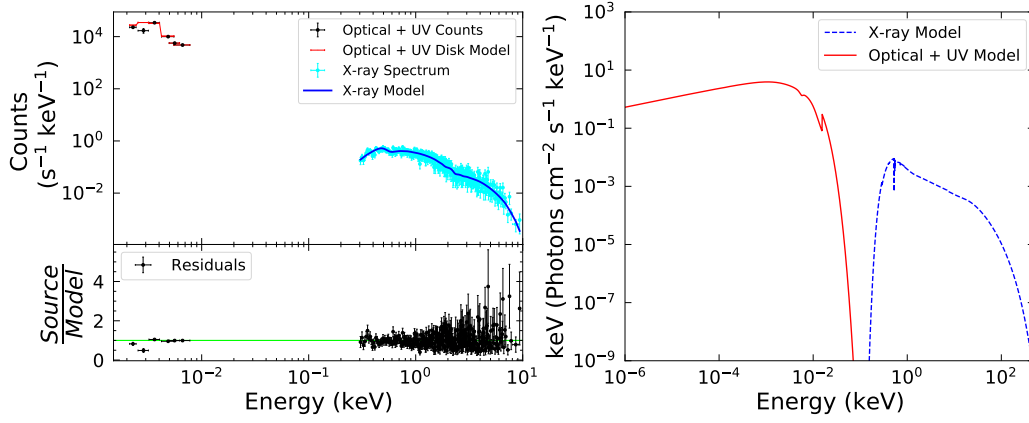 Counts
(s⁻¹ keV⁻¹)
10⁴
10²
10⁰
10⁻²
Optical + UV Counts
Optical + UV Disk Model
X-ray Spectrum
X-ray Model
Source
Model
4
2
0
Residuals
10⁻²
10⁻¹
10⁰
10¹
Energy (keV)
keV (Photons cm⁻² s⁻¹ keV⁻¹)
10³
10¹
10⁻¹
10⁻³
10⁻⁵
10⁻⁷
10⁻⁹
X-ray Model
Optical + UV Model
10⁻⁶
10⁻⁴
10⁻²
10⁰
10²
Energy (keV)